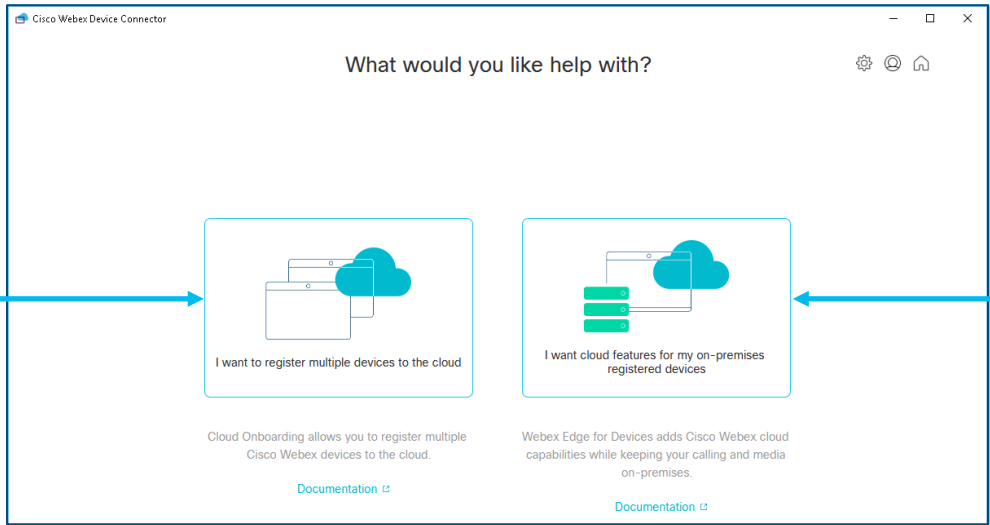 Cisco Webex Device Connector
What would you like help with?
I want to register multiple devices to the cloud
I want cloud features for my on-premises
registered devices
Cloud Onboarding allows you to register multiple
Cisco Webex devices to the cloud.
Documentation
Webex Edge for Devices adds Cisco Webex cloud
capabilities while keeping your calling and media
on-premises.
Documentation